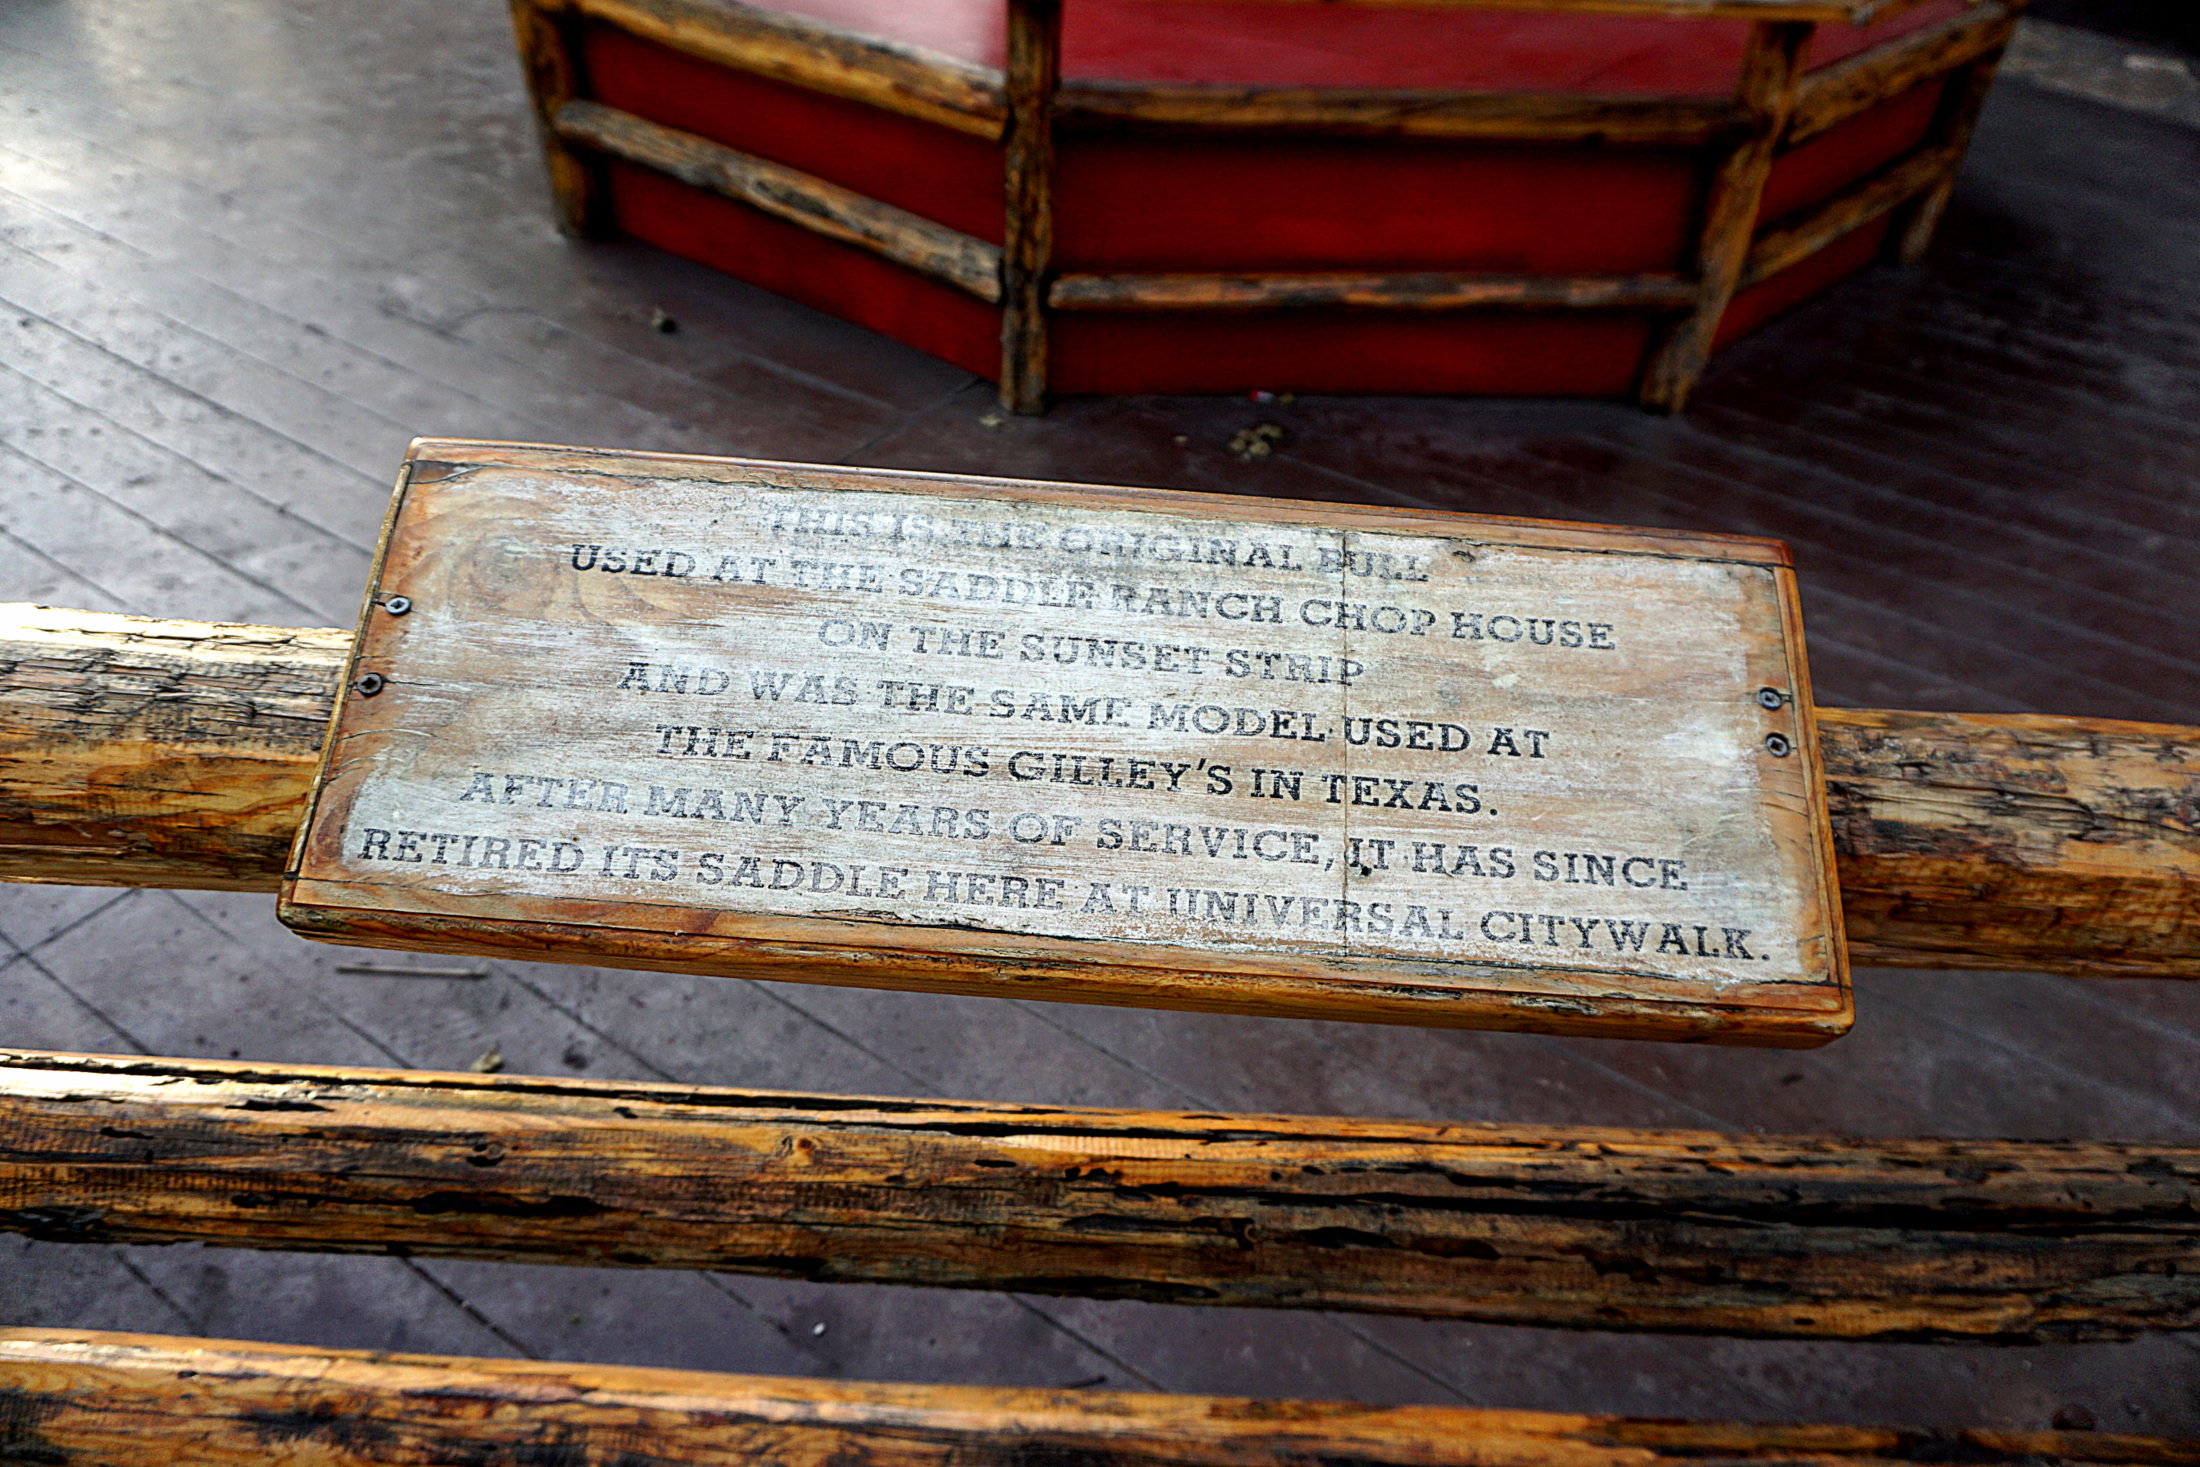 THIS IS THE ORIGINAL BULL
USED AT THE SADDLE RANCH CHOP HOUSE
ON THE SUNSET STRIP
AND WAS THE SAME MODEL USED AT
THE FAMOUS GILLEY'S IN TEXAS.
AFTER MANY YEARS OF SERVICE, IT HAS SINCE
RETIRED ITS SADDLE HERE AT UNIVERSAL CITYWALK.